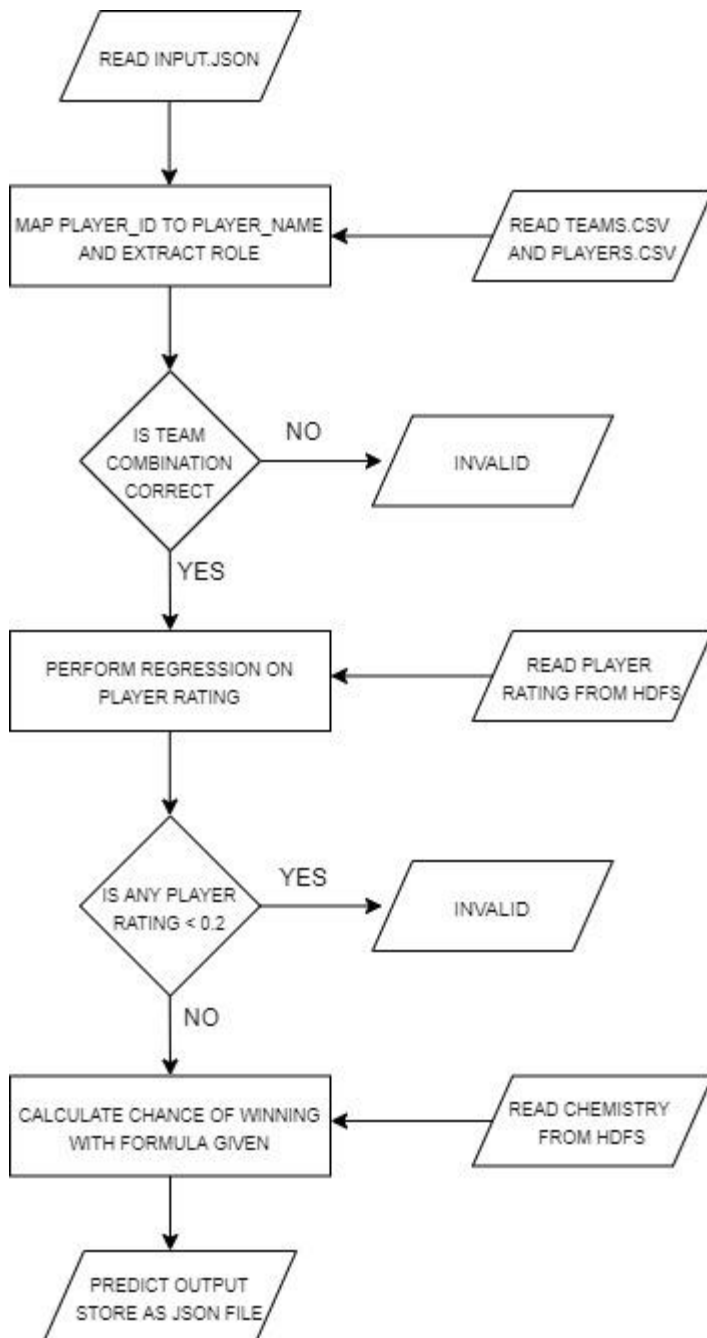 READ INPUT.JSON
MAP PLAYER_ID TO PLAYER_NAME
AND EXTRACT ROLE
READ TEAMS.CSV
AND PLAYERS.CSV
IS TEAM
COMBINATION
CORRECT
NO
INVALID
YES
PERFORM REGRESSION ON
PLAYER RATING
READ PLAYER
RATING FROM HDFS
IS ANY PLAYER
RATING < 0.2
YES
INVALID
NO
CALCULATE CHANCE OF WINNING
WITH FORMULA GIVEN
READ CHEMISTRY
FROM HDFS
PREDICT OUTPUT
STORE AS JSON FILE